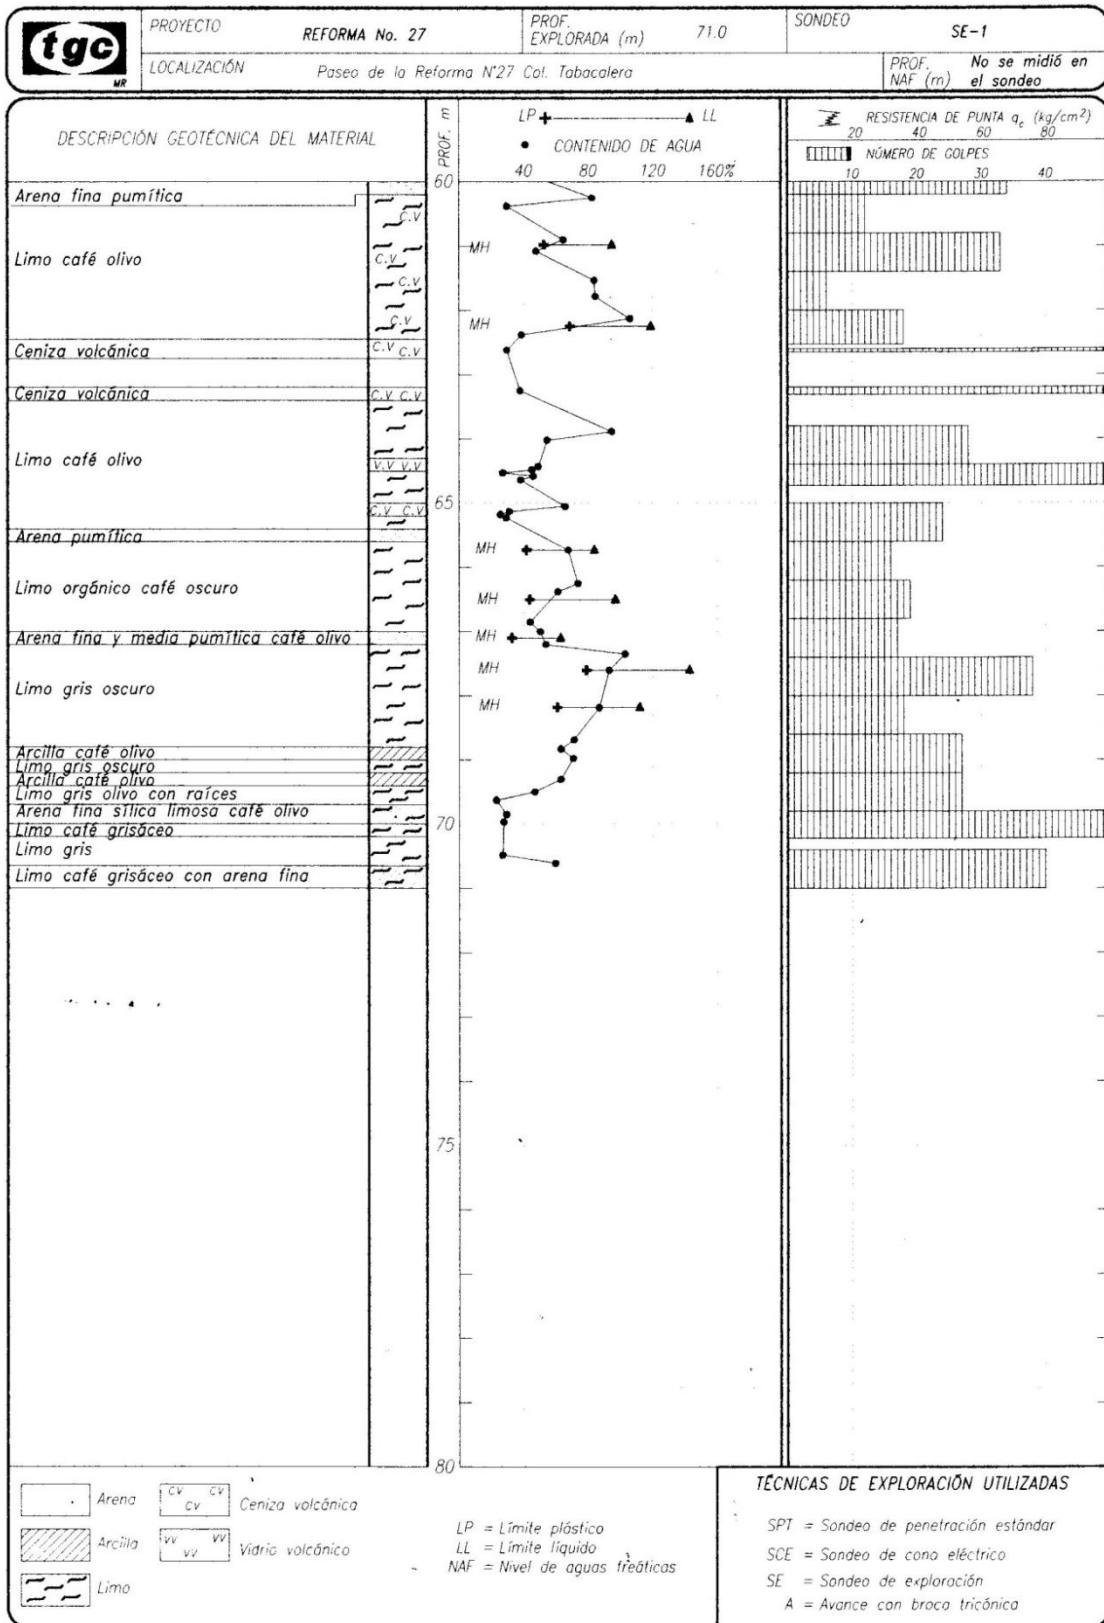 tgc
MR
PROYECTO
REFORMA No. 27
PROF.
EXPLORADA (m)
71.0
SONDEO
SE-1
LOCALIZACIÓN
Paseo de la Reforma N°27 Col. Tabacalera
PROF.
NAF (m)
No se midió en
el sondeo
DESCRIPCIÓN GEOTÉCNICA DEL MATERIAL
PROF. m
LP
LL
CONTENIDO DE AGUA
40 80 120 160%
RESISTENCIA DE PUNTA qc (kg/cm²)
20 40 60 80
NÚMERO DE GOLPES
10 20 30 40
60
Arena fina pumítica
C.V
MH
Limo café olivo
C.V
C.V
C.V
MH
Ceniza volcánica
C.V C.V
Ceniza volcánica
C.V C.V
Limo café olivo
V.V V.V
65
C.V C.V
Arena pumítica
MH
Limo orgánico café oscuro
MH
Arena fina y media pumítica café olivo
MH
MH
Limo gris oscuro
MH
Arcilla café olivo
Limo gris oscuro
Arcilla café olivo
Limo gris olivo con raíces
Arena fina sílica limosa café olivo
70
Limo café grisáceo
Limo gris
Limo café grisáceo con arena fina
75
80
Arena
CV CV
CV
Ceniza volcánica
Arcilla
VV VV
VV
Vidrio volcánico
Limo
LP = Límite plástico
LL = Límite líquido
NAF = Nivel de aguas freáticas
TÉCNICAS DE EXPLORACIÓN UTILIZADAS
SPT = Sondeo de penetración estándar
SCE = Sondeo de cono eléctrico
SE = Sondeo de exploración
A = Avance con broca tricónica